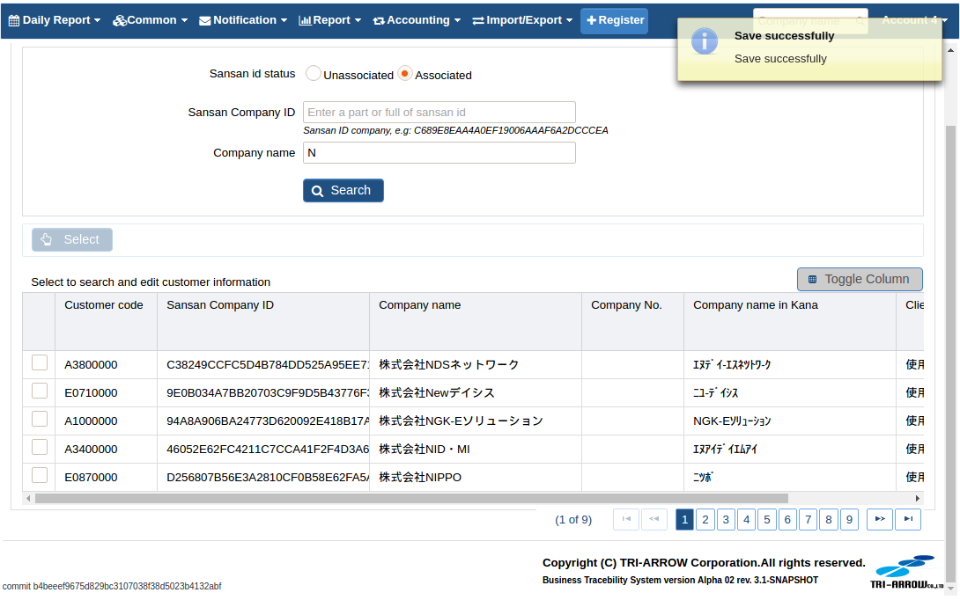 Daily Report Common Notification Report Accounting Import/Export Register Company name Account 4
Save successfully
Save successfully
Sansan id status Unassociated Associated
Sansan Company ID Enter a part or full of sansan id
Sansan ID company, e.g: C689E8EAA4A0EF19006AAAF6A2DCCCEA
Company name N
Search
Select
Select to search and edit customer information Toggle Column
Customer code Sansan Company ID Company name Company No. Company name in Kana Clie
A3800000 C38249CCFC5D4B784DD525A95EE71 株式会社NDSネットワーク ｴﾇﾃﾞｨｰｴｽﾈｯﾄﾜｰｸ 使用
E0710000 9E0B034A7BB20703C9F9D5B43776F 株式会社Newデイシス ﾆｭｰﾃﾞｲｼｽ 使用
A1000000 94A8A906BA24773D620092E418B17A 株式会社NGK-Eソリューション NGK-Eｿﾘｭｰｼｮﾝ 使用
A3400000 46052E62FC4211C7CCA41F2F4D3A6 株式会社NID・MI ｴﾇｱｲﾃﾞｨｴﾑｱｲ 使用
E0870000 D256807B56E3A2810CF0B58E62FA5 株式会社NIPPO ﾆｯﾎﾟ 使用
(1 of 9) 1 2 3 4 5 6 7 8 9
Copyright (C) TRI-ARROW Corporation.All rights reserved.
Business Tracebility System version Alpha 02 rev. 3.1-SNAPSHOT
TRI-ARROW Co.,LTD
commit b4beeef9675d829bc3107038f38d5023b4132abf